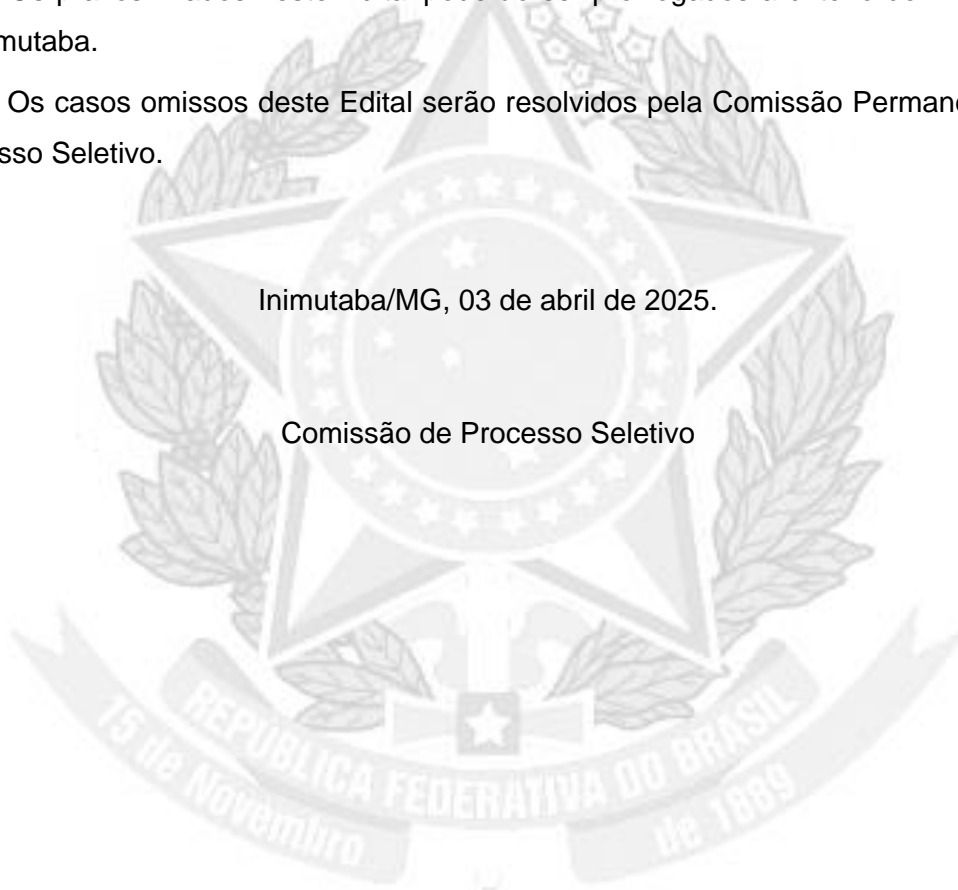 mutaba.
Os casos omissos deste Edital serão resolvidos pela Comissão Perman
sso Seletivo.
Inimutaba/MG, 03 de abril de 2025.
Comissão de Processo Seletivo
REPÚBLICA FEDERATIVA DO BRASIL
15 de Novembro
de 1889